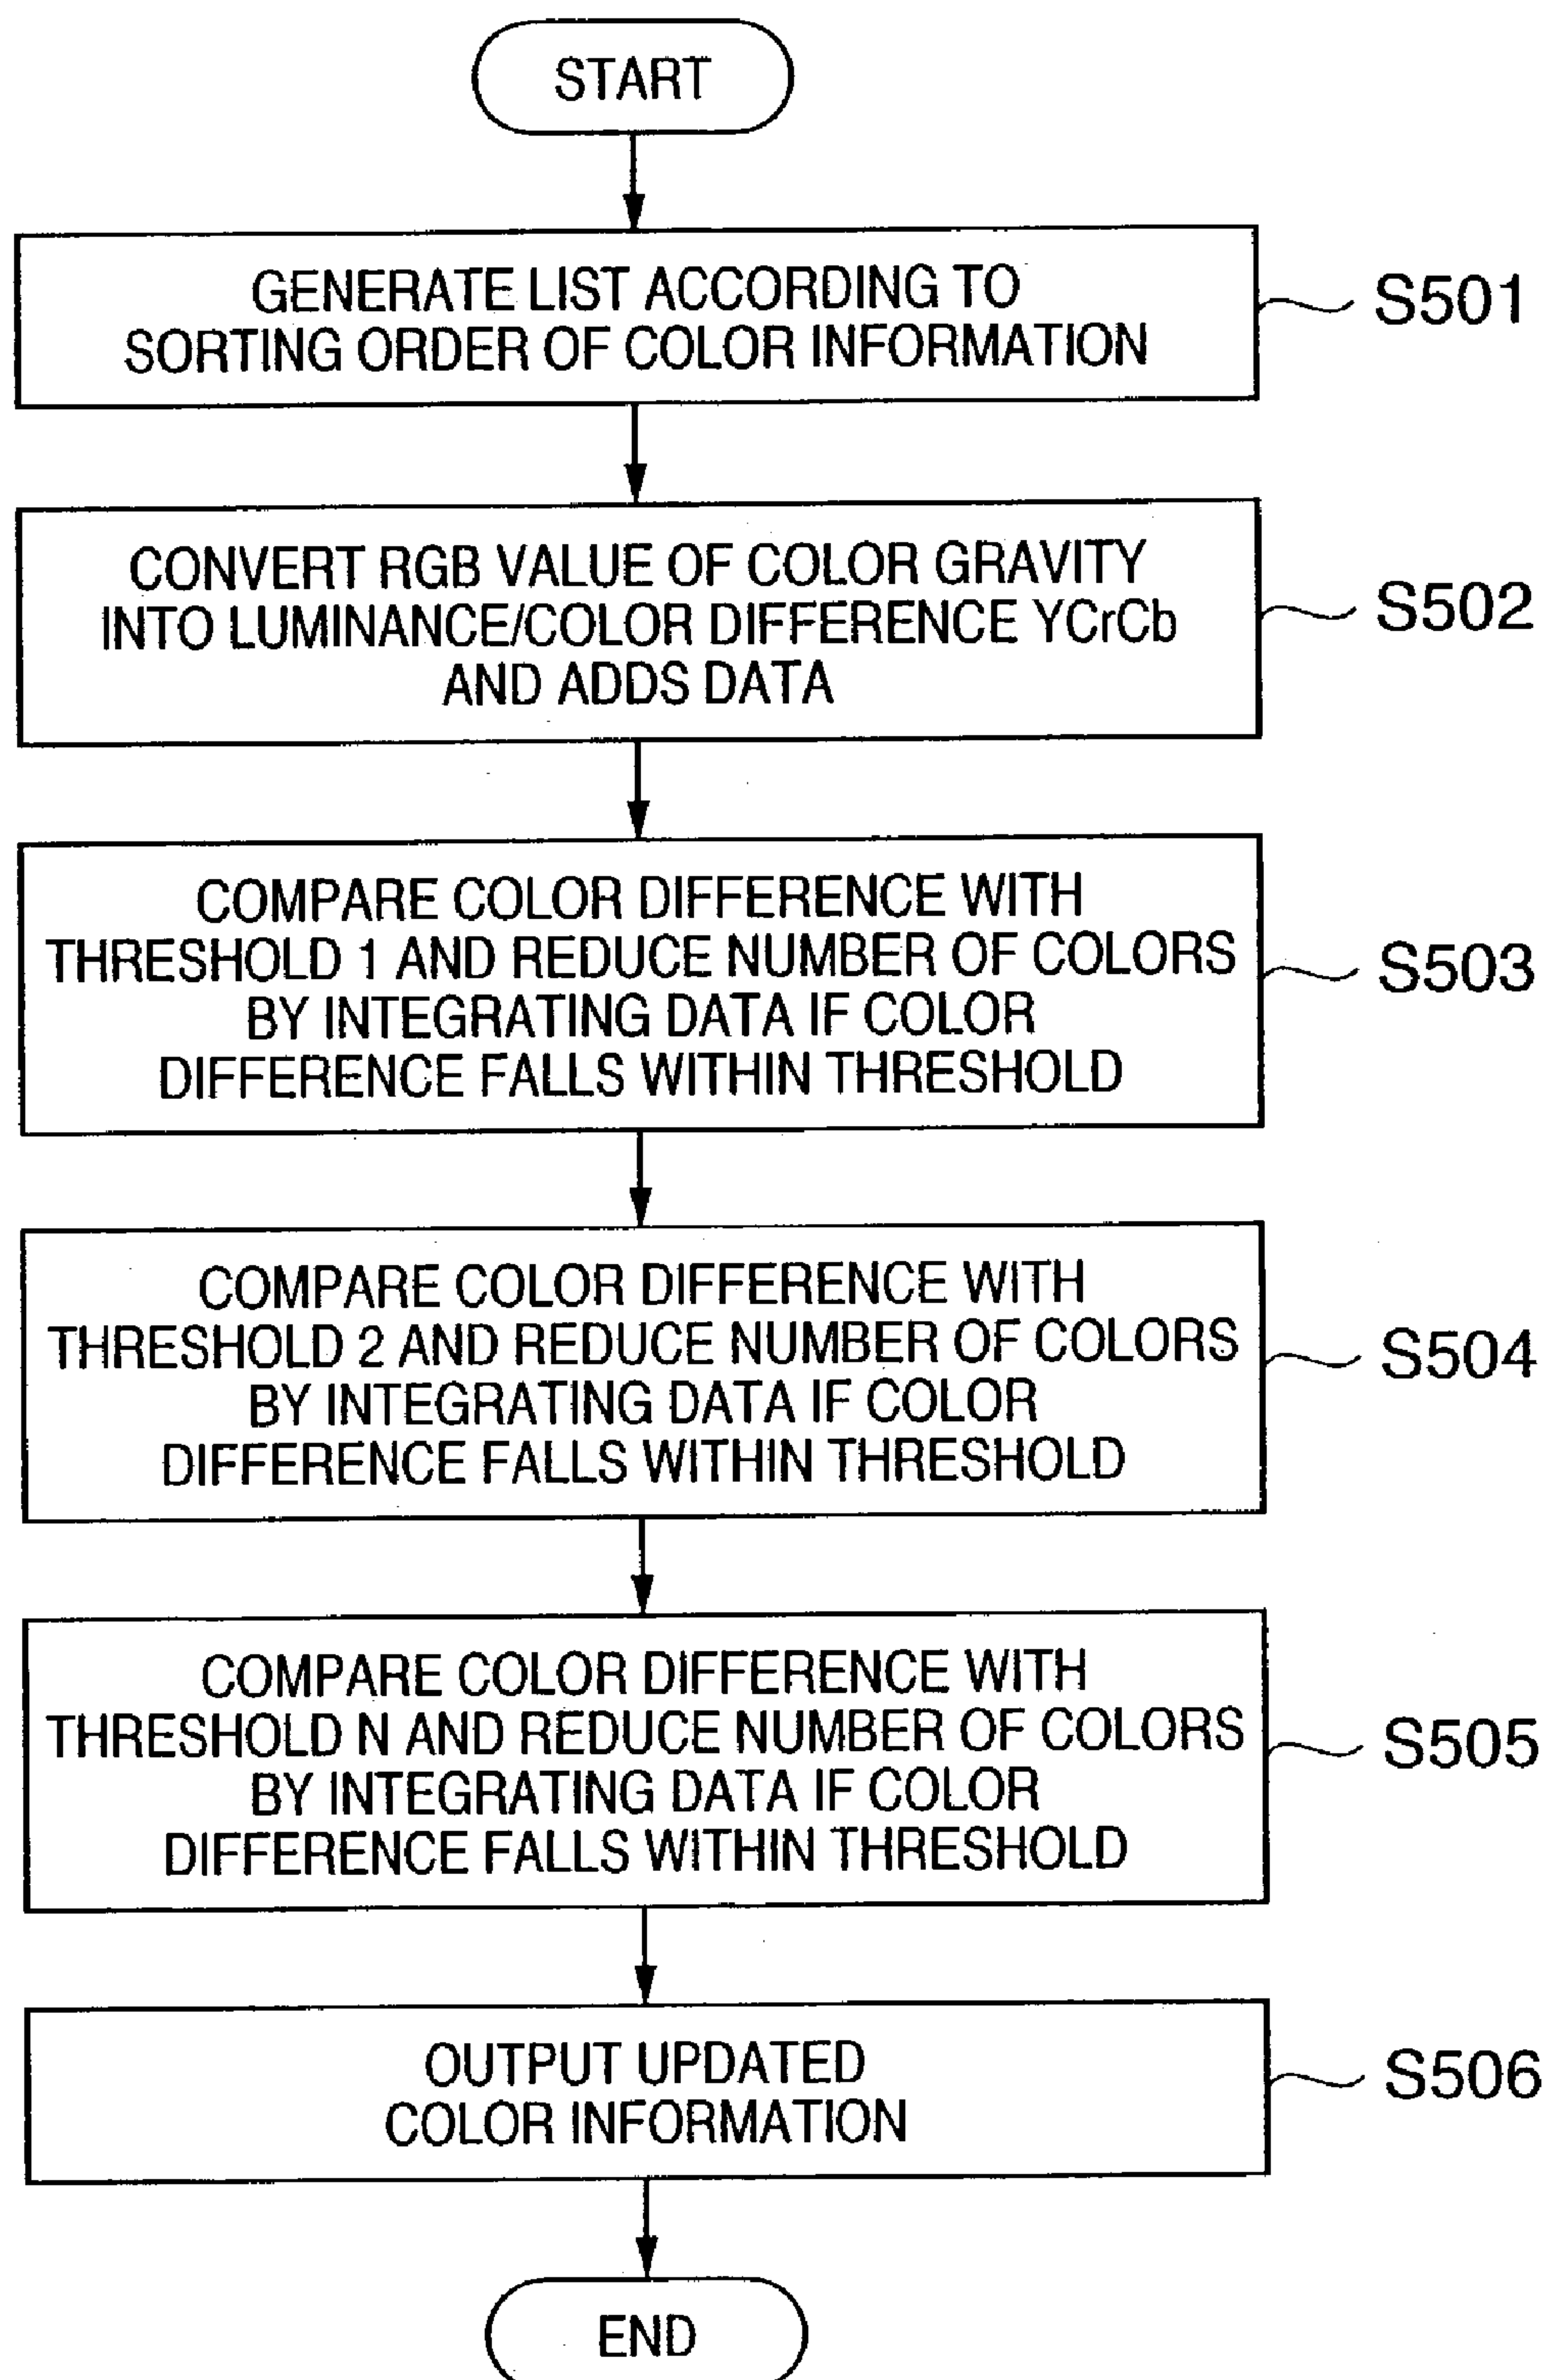 START
GENERATE LIST ACCORDING TO
SORTING ORDER OF COLOR INFORMATION
S501
CONVERT RGB VALUE OF COLOR GRAVITY
INTO LUMINANCE/COLOR DIFFERENCE YCrCb
AND ADDS DATA
S502
COMPARE COLOR DIFFERENCE WITH
THRESHOLD 1 AND REDUCE NUMBER OF COLORS
BY INTEGRATING DATA IF COLOR
DIFFERENCE FALLS WITHIN THRESHOLD
S503
COMPARE COLOR DIFFERENCE WITH
THRESHOLD 2 AND REDUCE NUMBER OF COLORS
BY INTEGRATING DATA IF COLOR
DIFFERENCE FALLS WITHIN THRESHOLD
S504
COMPARE COLOR DIFFERENCE WITH
THRESHOLD N AND REDUCE NUMBER OF COLORS
BY INTEGRATING DATA IF COLOR
DIFFERENCE FALLS WITHIN THRESHOLD
S505
OUTPUT UPDATED
COLOR INFORMATION
S506
END